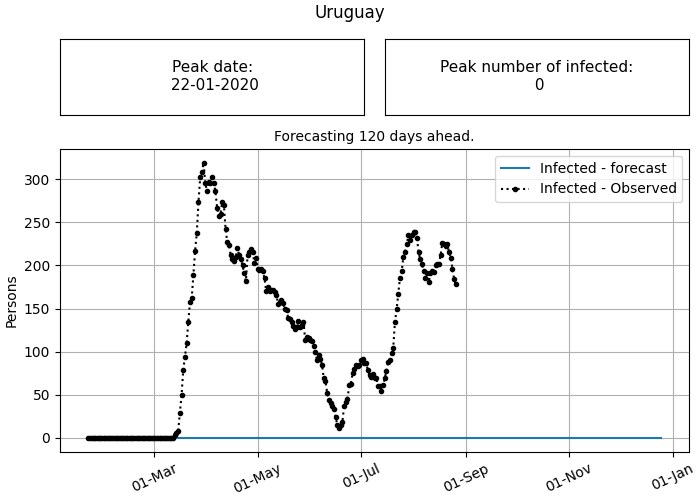 Uruguay
Peak date:
22-01-2020
Peak number of infected:
0
Forecasting 120 days ahead.
Infected - forecast
Infected - Observed
Persons
300
250
200
150
100
50
0
01-Mar
01-May
01-Jul
01-Sep
01-Nov
01-Jan